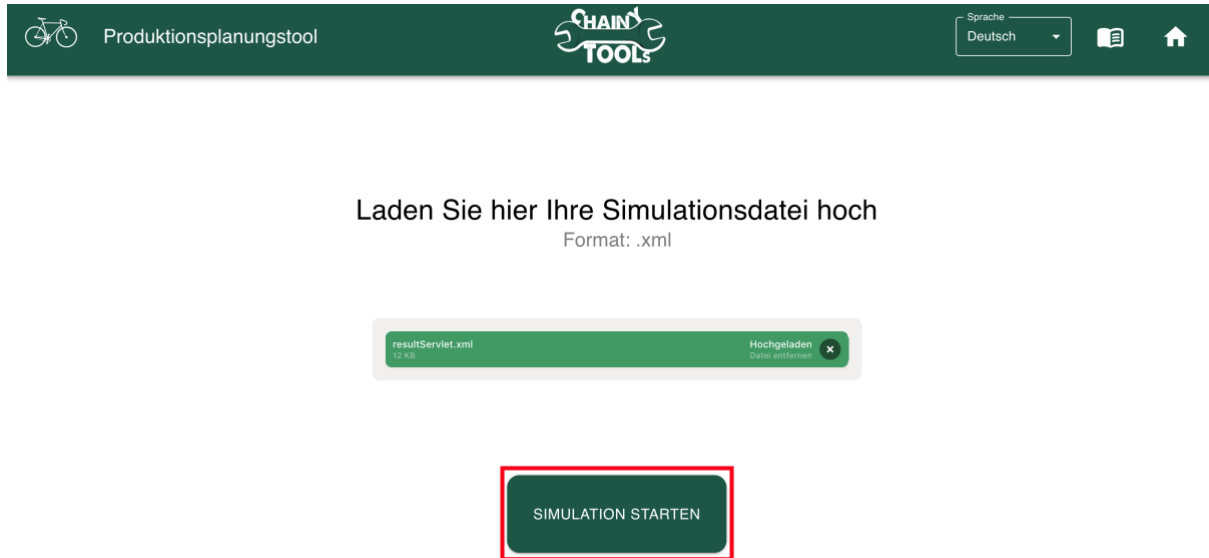 Produktionsplanungstool
CHAIN
TOOLS
Sprache
Deutsch
Laden Sie hier Ihre Simulationsdatei hoch
Format: .xml
resultServlet.xml
12 KB
Hochgeladen
Datei entfernen
SIMULATION STARTEN